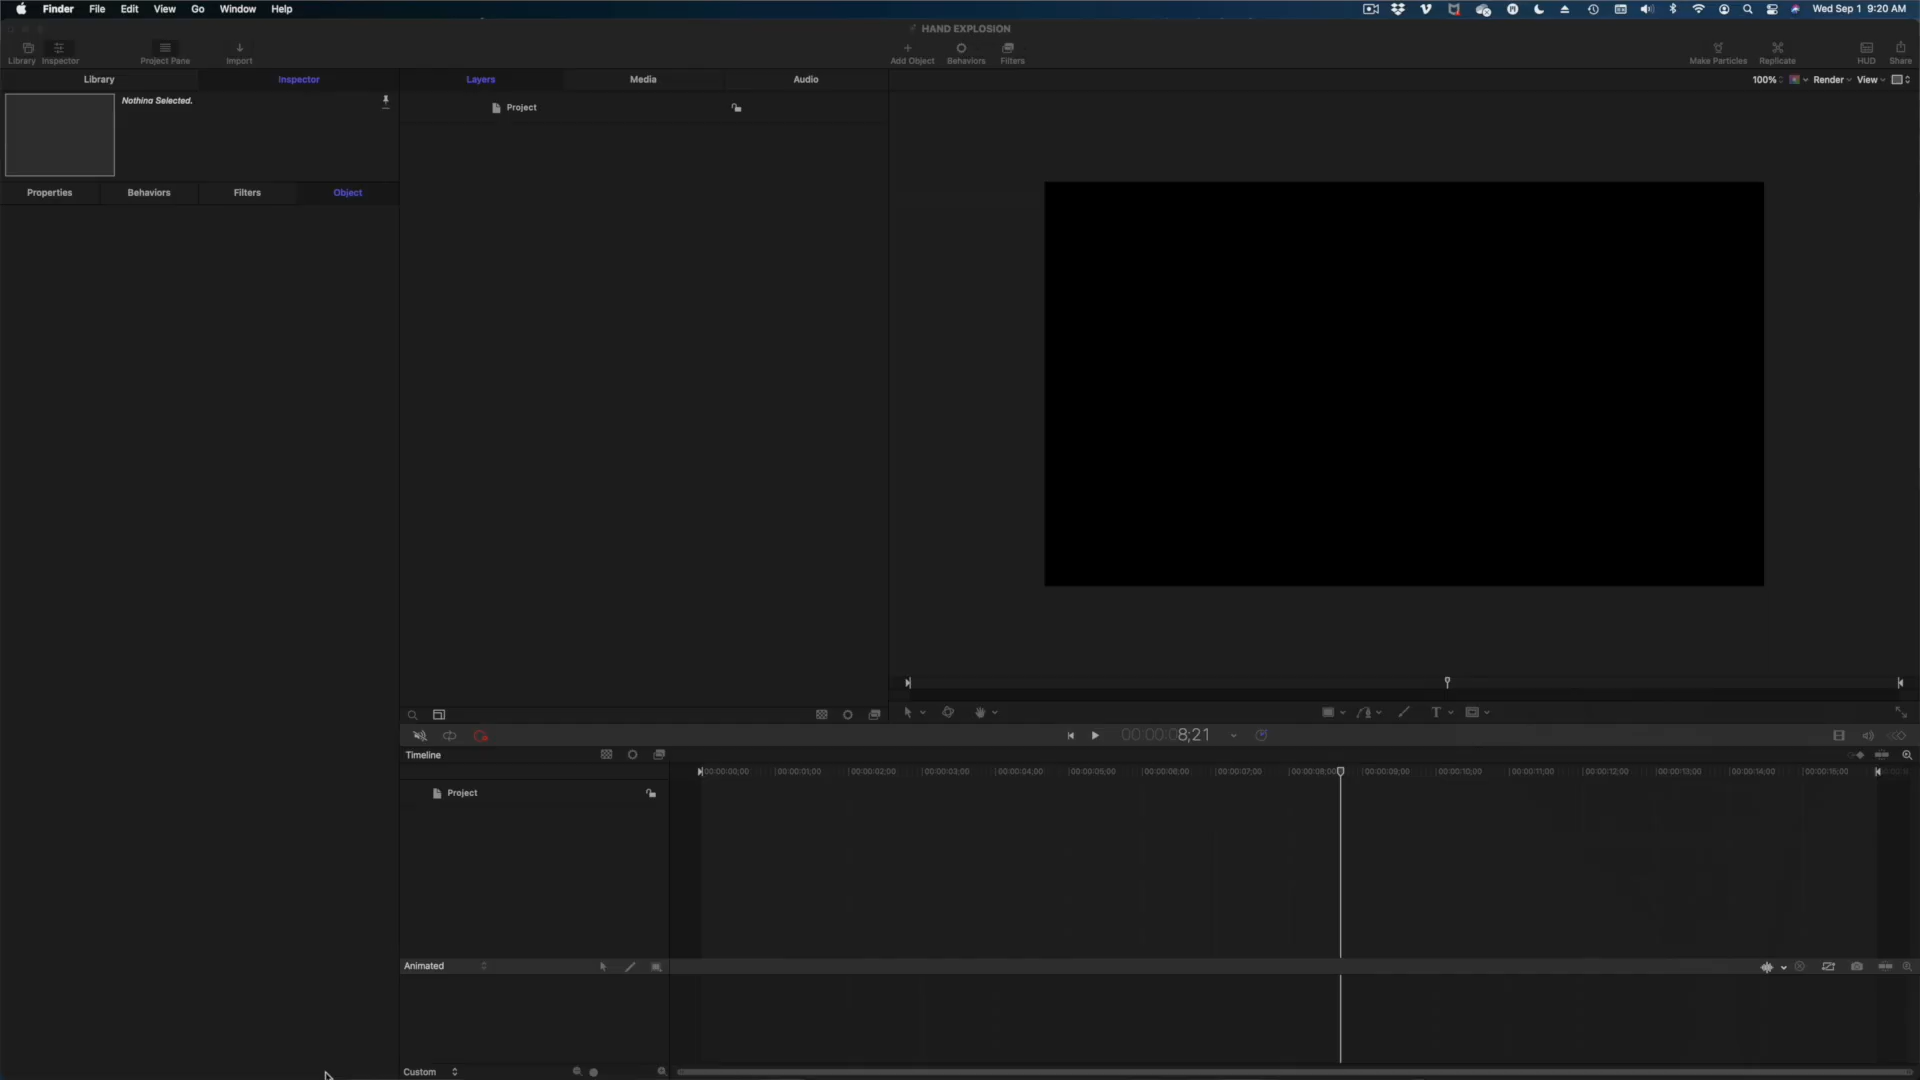 Finder File Edit View Go Window Help Wed Sep 1 9:20 AM
HAND EXPLOSION
Library Inspector Project Pane Import Add Object Behaviors Filters Make Particles Replicate HUD Share
Library Inspector Layers Media Audio 100% Render View
Nothing Selected.
Project
Properties Behaviors Filters Object
00:00:08;21
Timeline
00:00:00;00 00:00:01;00 00:00:02;00 00:00:03;00 00:00:04;00 00:00:05;00 00:00:06;00 00:00:07;00 00:00:08;00 00:00:09;00 00:00:10;00 00:00:11;00 00:00:12;00 00:00:13;00 00:00:14;00 00:00:15;00
Project
Animated
Custom